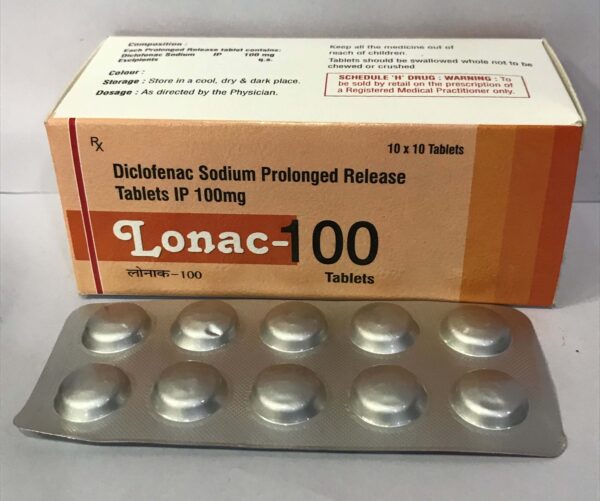 Composition :
Each Prolonged Release tablet contains:
Diclofenac Sodium IP 100 mg
Excipients q.s.
Colour :
Storage : Store in a cool, dry & dark place.
Dosage : As directed by the Physician.
Keep all the medicine out of
reach of children
Tablets should be swallowed whole not to be
chewed or crushed
SCHEDULE 'H' DRUG : WARNING : To
be sold by retail on the prescription of
a Registered Medical Practitioner only.
Rx
10 x 10 Tablets
Diclofenac Sodium Prolonged Release
Tablets IP 100mg
Lonac-100
लोनाक-100
Tablets